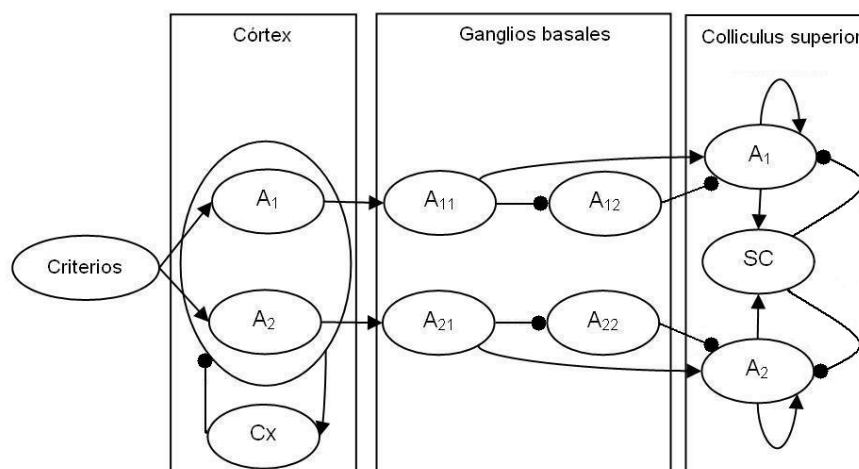 Córtex
Ganglios basales
Colliculus superior
A₁
A₁
A₁₁
A₁₂
Criterios
SC
A₂
A₂₁
A₂₂
A₂
Cx